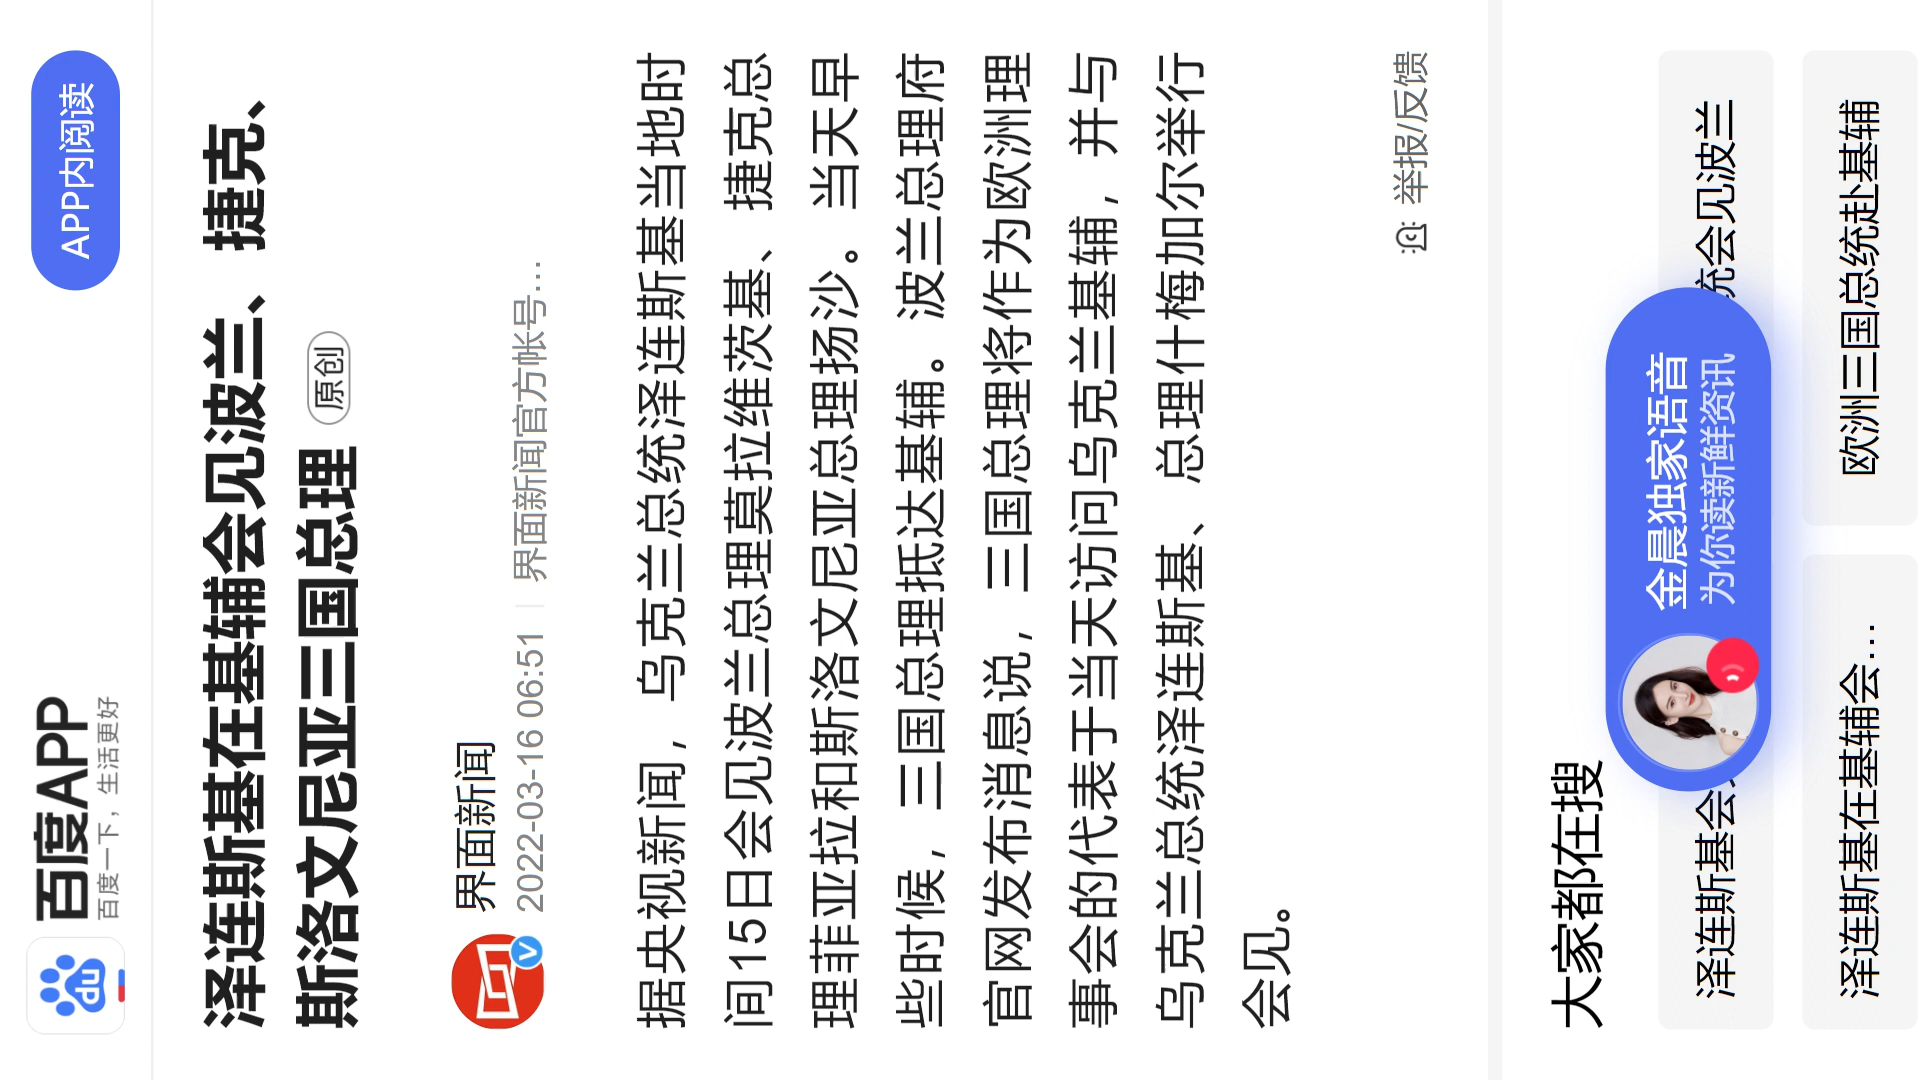 百度APP
百度一下，生活更好
APP内阅读
泽连斯基在基辅会见波兰、捷克、
斯洛文尼亚三国总理 原创
界面新闻
2022-03-16 06:51 界面新闻官方帐号…
据央视新闻，乌克兰总统泽连斯基当地时
间15日会见波兰总理莫拉维茨基、捷克总
理菲亚拉和斯洛文尼亚总理扬沙。当天早
些时候，三国总理抵达基辅。波兰总理府
官网发布消息说，三国总理将作为欧洲理
事会的代表于当天访问乌克兰基辅，并与
乌克兰总统泽连斯基、总理什梅加尔举行
会见。
举报/反馈
大家都在搜
泽连斯基会
统会见波兰
金晨独家语音
为你读新鲜资讯
泽连斯基在基辅会…
欧洲三国总统赴基辅